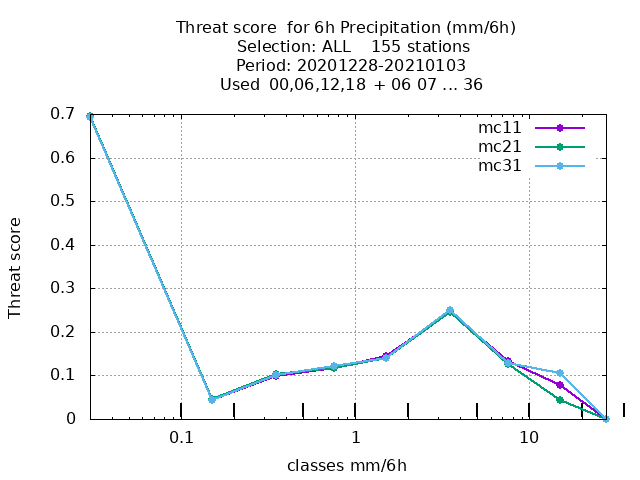 Threat score  for 6h Precipitation (mm/6h)
Selection: ALL    155 stations
Period: 20201228-20210103
Used  00,06,12,18  + 06 07 ... 36
mc11
mc21
mc31
0.7
0.6
0.5
0.4
0.3
0.2
0.1
0
Threat score
0.1
1
10
classes mm/6h